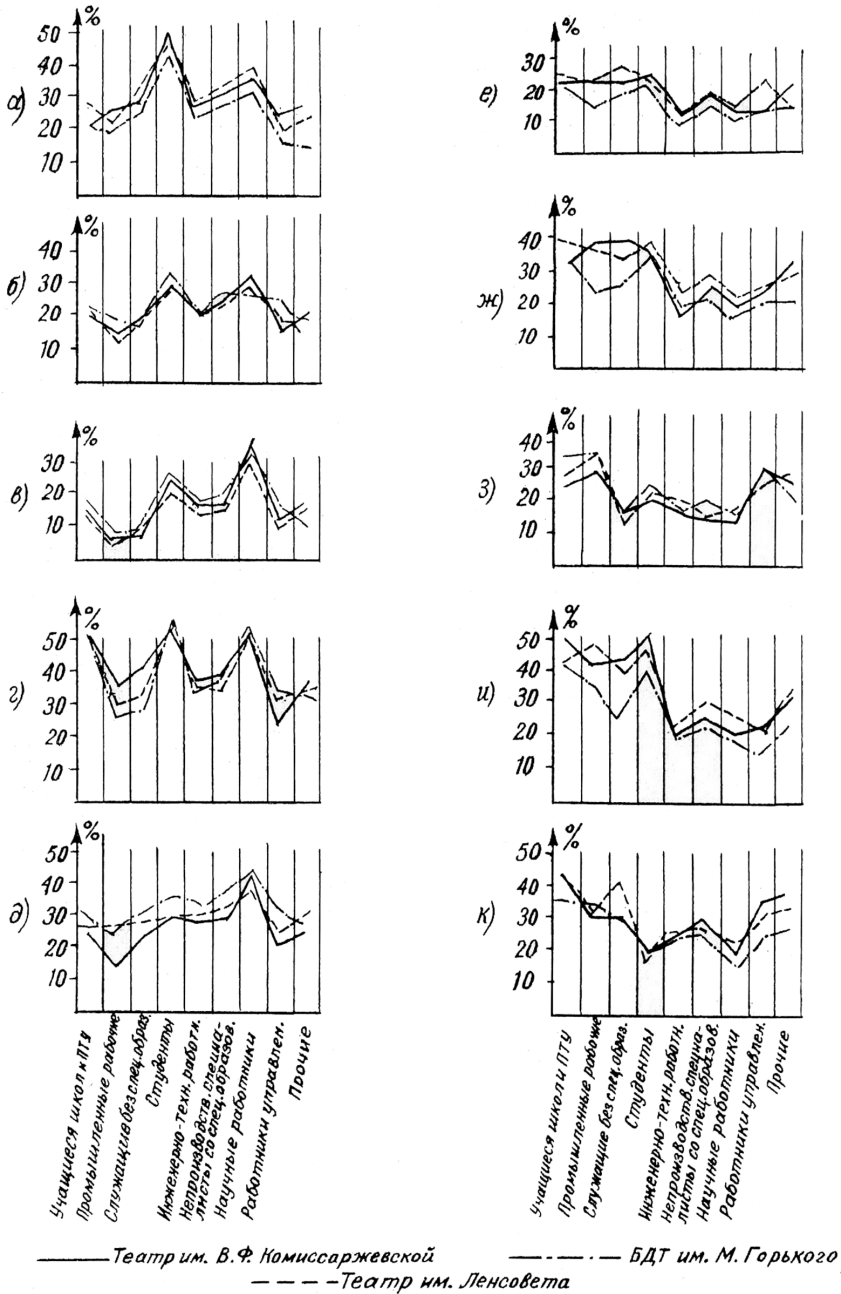 %
50
40
30
20
10
а)
%
40
30
20
10
б)
%
30
20
10
в)
%
50
40
30
20
10
г)
%
50
40
30
20
10
д)
Учащиеся школ и ПТУ
Промышленные рабочие
Служащие без спец. образ.
Студенты
Инженерно-техн. работн.
Непроизводств. специа-
листы со спец. образов.
Научные работники
Работники управлен.
Прочие
%
30
20
10
е)
%
40
30
20
10
ж)
%
40
30
20
10
з)
%
50
40
30
20
10
и)
%
50
40
30
20
10
к)
Учащиеся школ и ПТУ
Промышленные рабочие
Служащие без спец. образ.
Студенты
Инженерно-техн. работн.
Непроизводств. специа-
листы со спец. образов.
Научные работники
Работники управлен.
Прочие
Театр им. В.Ф. Комиссаржевской
БДТ им. М. Горького
Театр им. Ленсовета